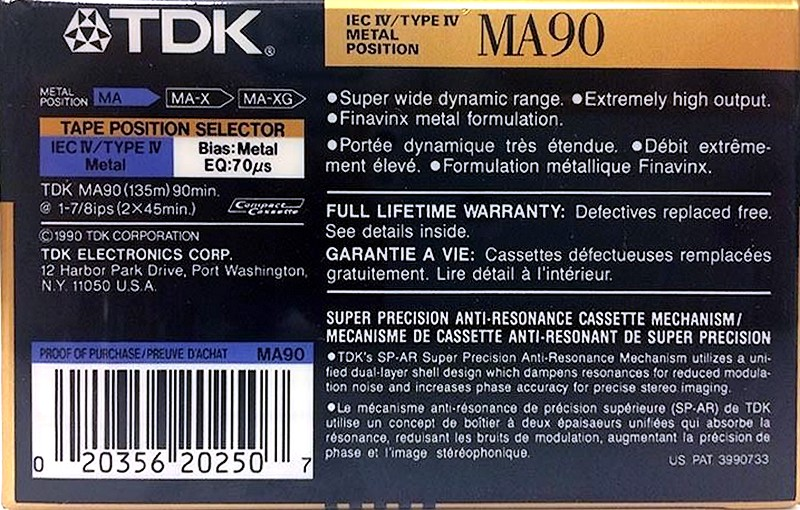 TDK®
IEC IV/TYPE IV
METAL
POSITION
MA90
METAL
POSITION
MA
MA-X
MA-XG
TAPE POSITION SELECTOR
IEC IV/TYPE IV
Metal
Bias: Metal
EQ: 70µs
TDK MA90 (135m) 90min.
@ 1-7/8ips (2×45min.)
Compact
Cassette
©1990 TDK CORPORATION
TDK ELECTRONICS CORP.
12 Harbor Park Drive, Port Washington,
N.Y. 11050 U.S.A.
PROOF OF PURCHASE/PREUVE D'ACHAT MA90
0 20356 20250 7
●Super wide dynamic range. ●Extremely high output.
●Finavinx metal formulation.
●Portée dynamique très étendue. ●Débit extrême-
ment élevé. ●Formulation métallique Finavinx.
FULL LIFETIME WARRANTY: Defectives replaced free.
See details inside.
GARANTIE A VIE: Cassettes défectueuses remplacées
gratuitement. Lire détail à l'intérieur.
SUPER PRECISION ANTI-RESONANCE CASSETTE MECHANISM/
MECANISME DE CASSETTE ANTI-RESONANT DE SUPER PRECISION
●TDK's SP-AR Super Precision Anti-Resonance Mechanism utilizes a uni-
fied dual-layer shell design which dampens resonances for reduced modula-
tion noise and increases phase accuracy for precise stereo imaging.
●Le mécanisme anti-résonance de précision supérieure (SP-AR) de TDK
utilise un concept de boîtier à deux épaisaeurs unifiées qui absorbe la
résonance, reduisant les bruits de modulation, augmentant la précision de
phase et l'image stéréophonique.
US PAT 3990733